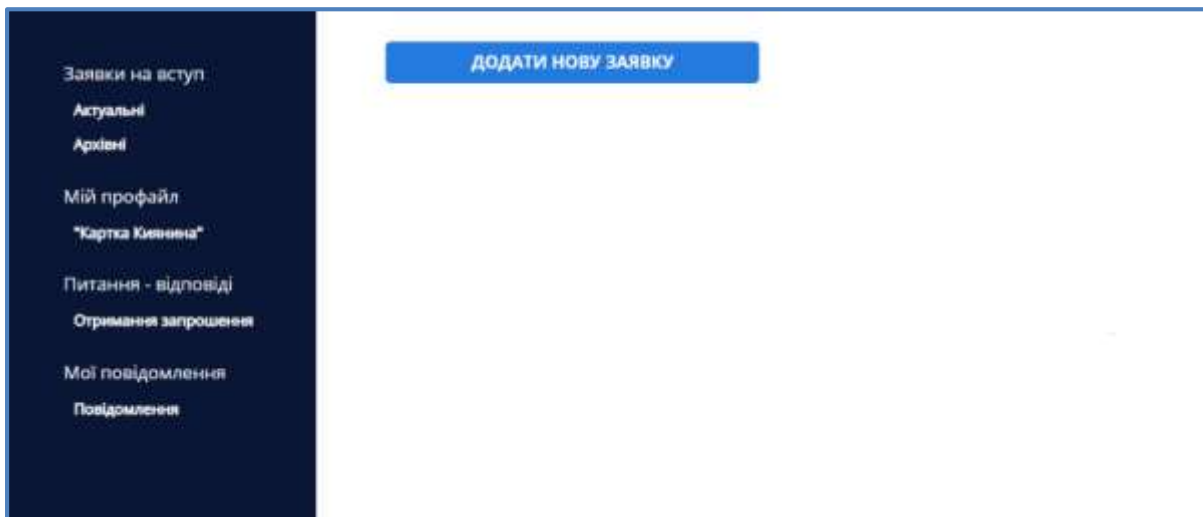 Заявки на вступ
Актуальні
Архівні
Мій профайл
"Картка Киянина"
Питання - відповіді
Отримання запрошення
Мої повідомлення
Повідомлення
ДОДАТИ НОВУ ЗАЯВКУ